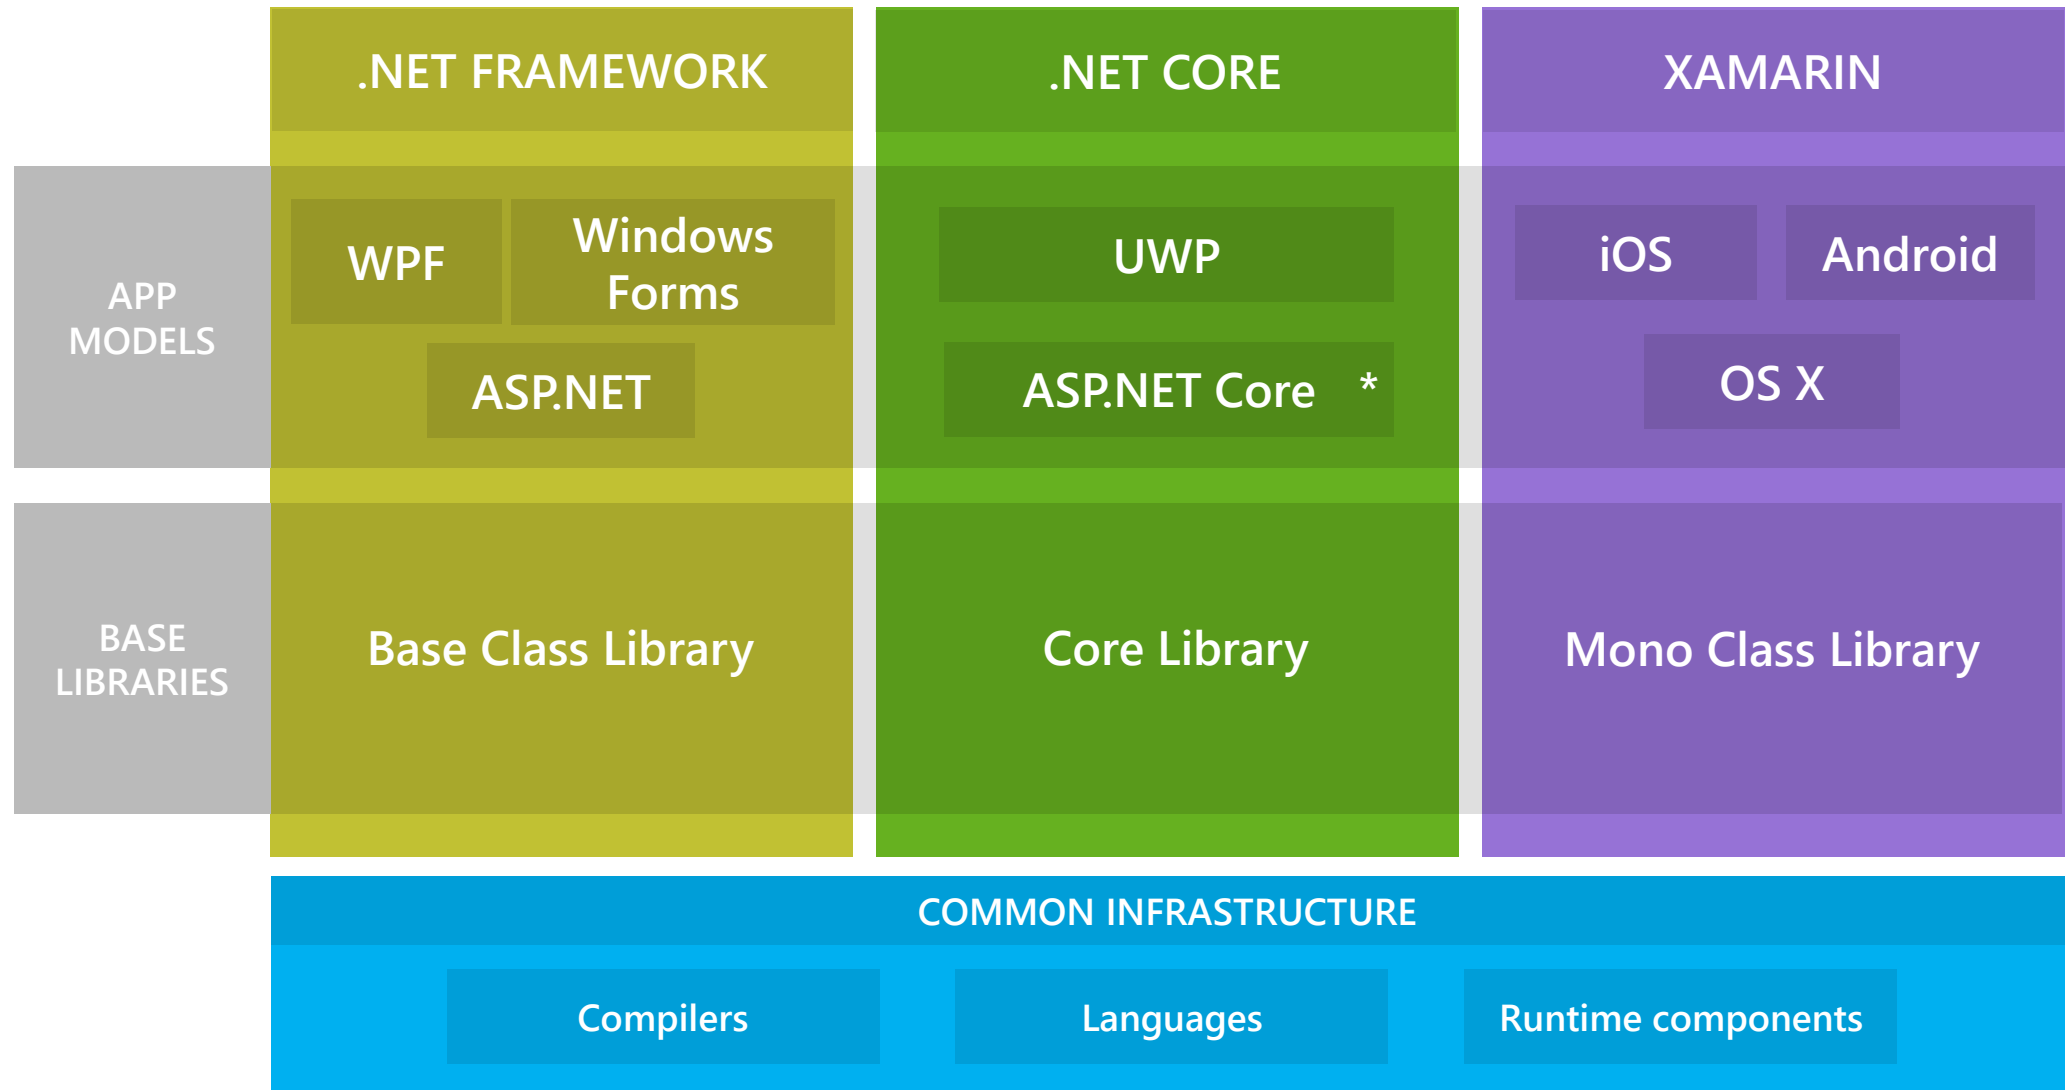 .NET FRAMEWORK
.NET CORE
XAMARIN
APP
MODELS
WPF
Windows
Forms
ASP.NET
UWP
ASP.NET Core *
iOS
Android
OS X
BASE
LIBRARIES
Base Class Library
Core Library
Mono Class Library
COMMON INFRASTRUCTURE
Compilers
Languages
Runtime components